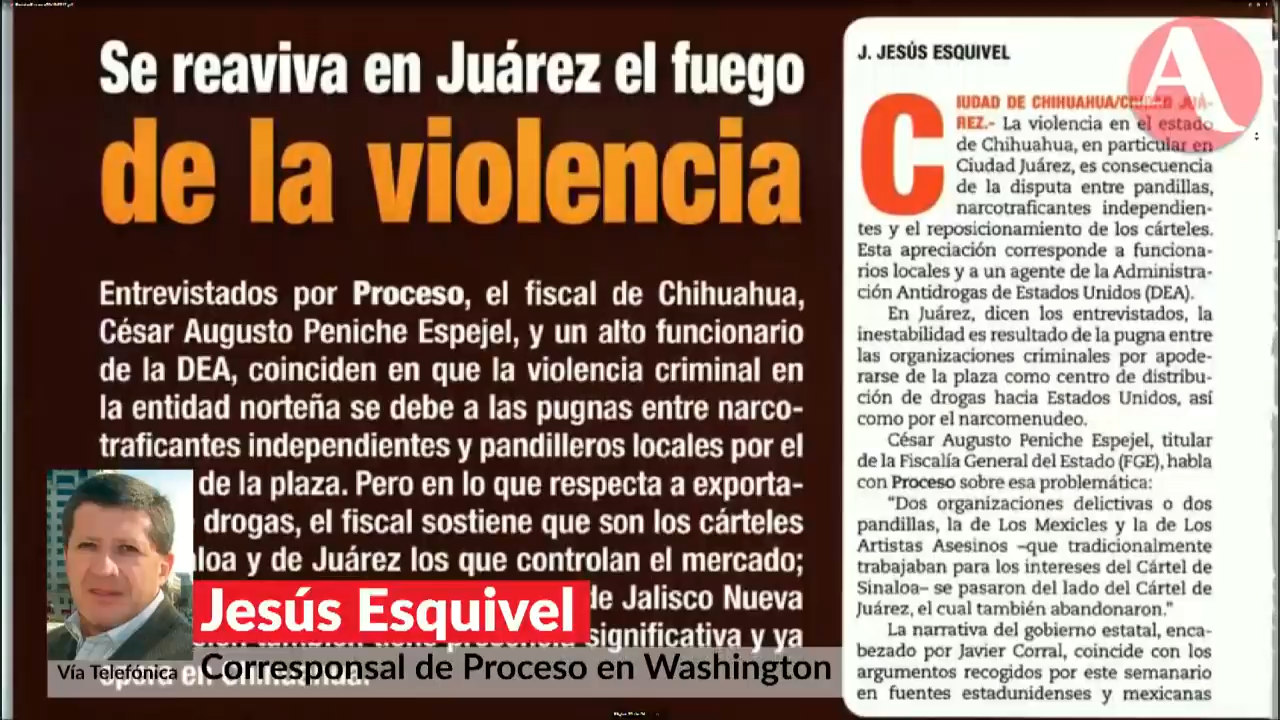 Se reaviva en Juárez el fuego
de la violencia
Entrevistados por Proceso, el fiscal de Chihuahua,
César Augusto Peniche Espejel, y un alto funcionario
de la DEA, coinciden en que la violencia criminal en
la entidad norteña se debe a las pugnas entre narco-
traficantes independientes y pandilleros locales por el
de la plaza. Pero en lo que respecta a exporta-
drogas, el fiscal sostiene que son los cárteles
loa y de Juárez los que controlan el mercado;
de Jalisco Nueva
significativa y ya
Jesús Esquivel
Vía Telefónica
Corresponsal de Proceso en Washington
J. JESÚS ESQUIVEL
A
CIUDAD DE CHIHUAHUA/CIUDAD JUÁ-
REZ.- La violencia en el estado
de Chihuahua, en particular en
Ciudad Juárez, es consecuencia
de la disputa entre pandillas,
narcotraficantes independien-
tes y el reposicionamiento de los cárteles.
Esta apreciación corresponde a funciona-
rios locales y a un agente de la Administra-
ción Antidrogas de Estados Unidos (DEA).
En Juárez, dicen los entrevistados, la
inestabilidad es resultado de la pugna entre
las organizaciones criminales por apode-
rarse de la plaza como centro de distribu-
ción de drogas hacia Estados Unidos, así
como por el narcomenudeo.
César Augusto Peniche Espejel, titular
de la Fiscalía General del Estado (FGE), habla
con Proceso sobre esa problemática:
“Dos organizaciones delictivas o dos
pandillas, la de Los Mexicles y la de Los
Artistas Asesinos –que tradicionalmente
trabajaban para los intereses del Cártel de
Sinaloa– se pasaron del lado del Cártel de
Juárez, el cual también abandonaron.”
La narrativa del gobierno estatal, enca-
bezado por Javier Corral, coincide con los
argumentos recogidos por este semanario
en fuentes estadunidenses y mexicanas